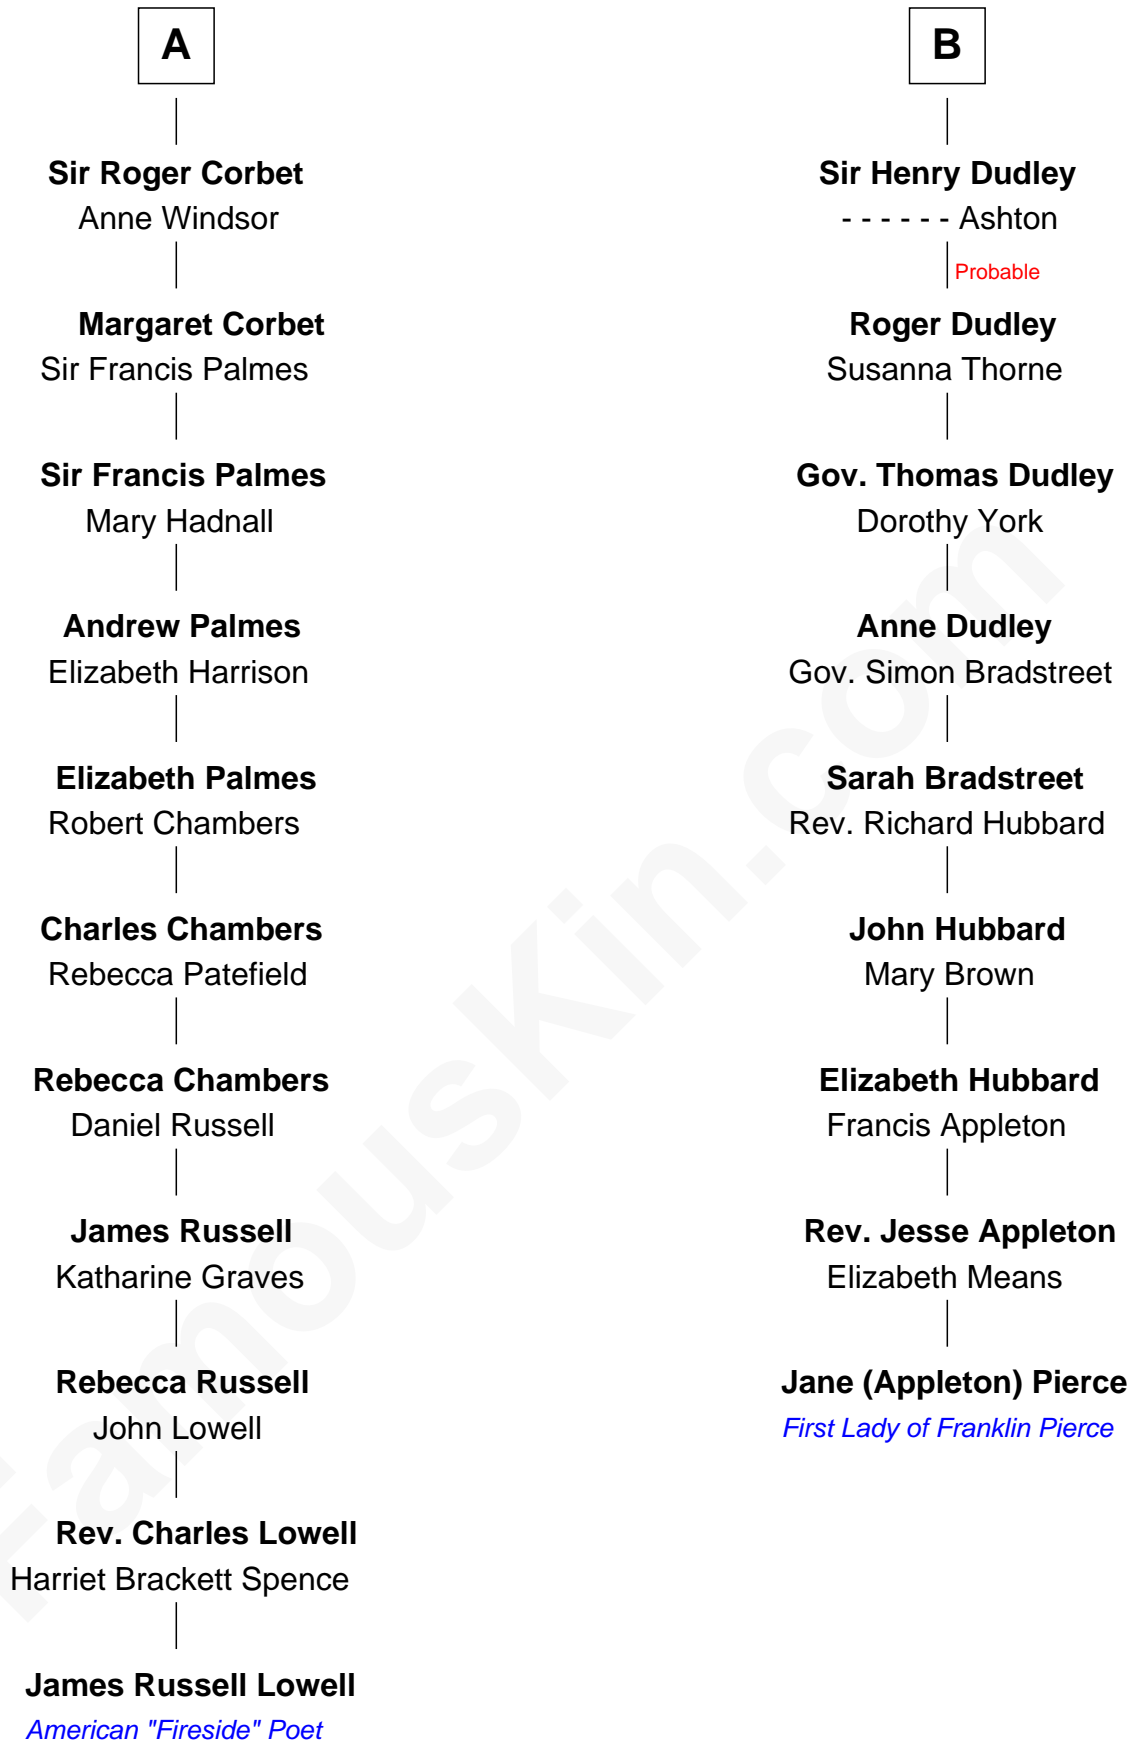 A
Sir Roger Corbet
Anne Windsor
Margaret Corbet
Sir Francis Palmes
Sir Francis Palmes
Mary Hadnall
Andrew Palmes
Elizabeth Harrison
Elizabeth Palmes
Robert Chambers
Charles Chambers
Rebecca Patefield
Rebecca Chambers
Daniel Russell
James Russell
Katharine Graves
Rebecca Russell
John Lowell
Rev. Charles Lowell
Harriet Brackett Spence
James Russell Lowell
American "Fireside" Poet
B
Sir Henry Dudley
- - - - - - Ashton
Probable
Roger Dudley
Susanna Thorne
Gov. Thomas Dudley
Dorothy York
Anne Dudley
Gov. Simon Bradstreet
Sarah Bradstreet
Rev. Richard Hubbard
John Hubbard
Mary Brown
Elizabeth Hubbard
Francis Appleton
Rev. Jesse Appleton
Elizabeth Means
Jane (Appleton) Pierce
First Lady of Franklin Pierce
FamousKin.com